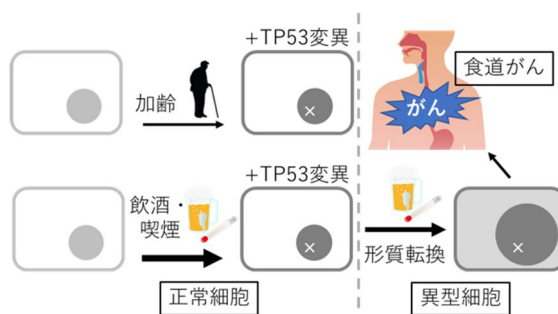 +TP53変異
加齢
食道がん
がん
+TP53変異
飲酒・
喫煙
形質転換
正常細胞
異型細胞